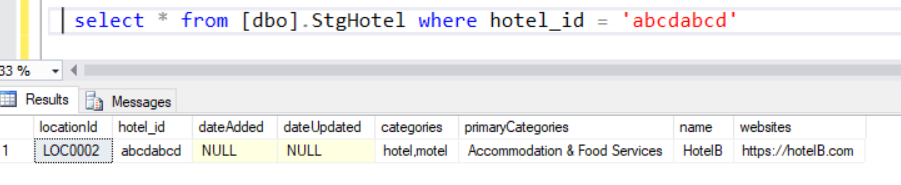 select * from [dbo].StgHotel where hotel_id = 'abcdabcd'
33 %
Results Messages
locationId hotel_id dateAdded dateUpdated categories primaryCategories name websites
1 LOC0002 abcdabcd NULL NULL hotel,motel Accommodation & Food Services HotelB https://hotelB.com